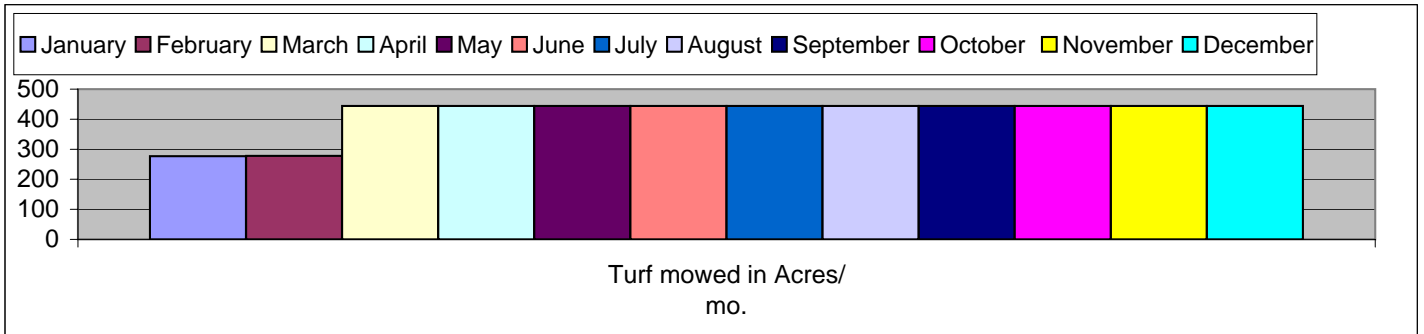 January February March April May June July August September October November December
500
400
300
200
100
0
Turf mowed in Acres/
mo.